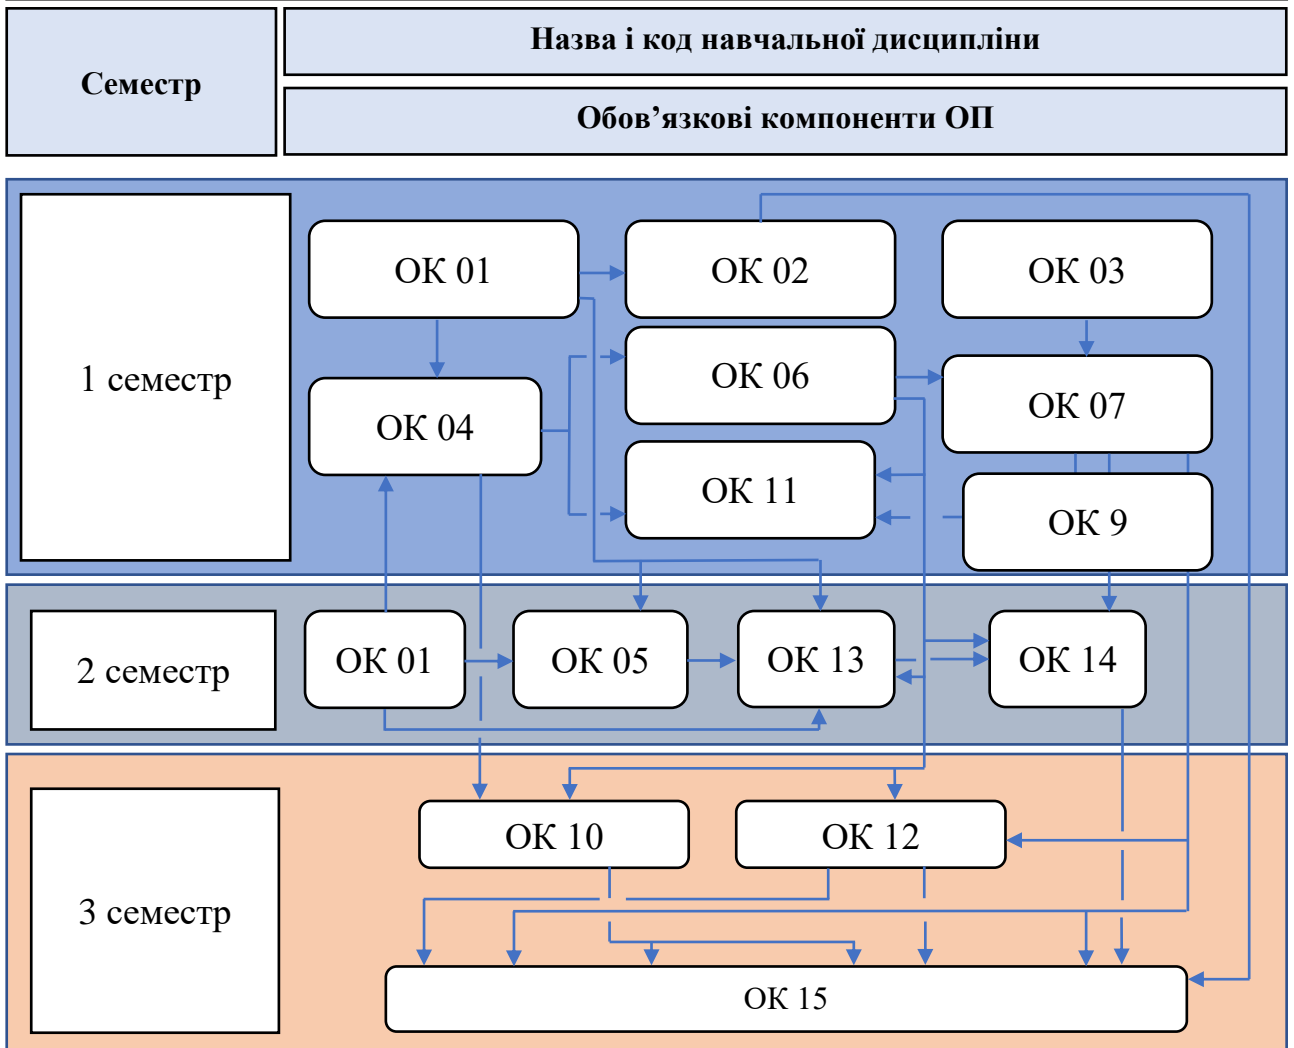 Семестр
Назва і код навчальної дисципліни
Обов’язкові компоненти ОП
1 семестр
ОК 01
ОК 02
ОК 03
ОК 06
ОК 07
ОК 04
ОК 11
ОК 9
2 семестр
ОК 01
ОК 05
ОК 13
ОК 14
3 семестр
ОК 10
ОК 12
ОК 15